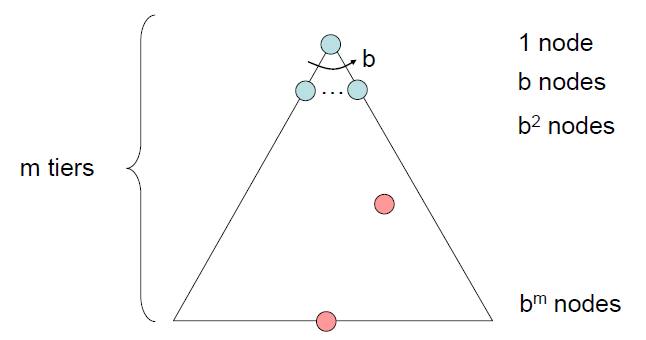 1 node
b
b nodes
b² nodes
m tiers
...
bᵐ nodes